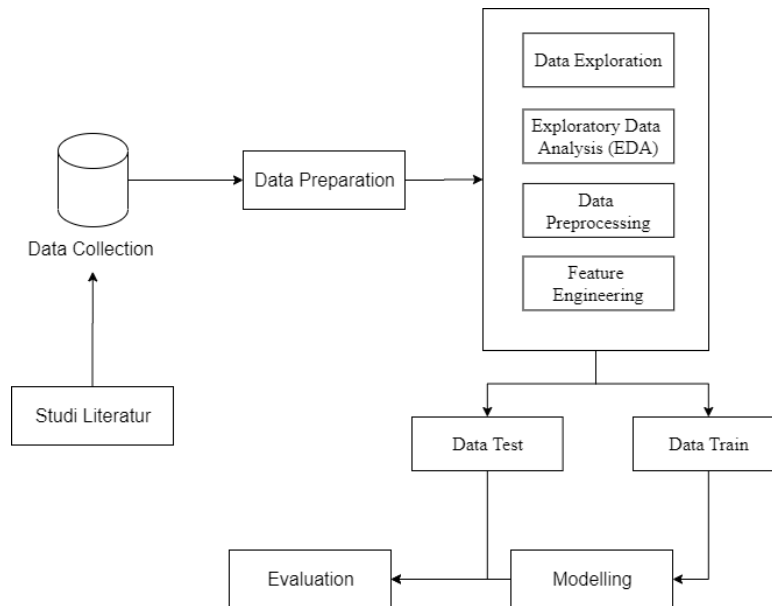 Data Exploration
Exploratory Data
Analysis (EDA)
Data
Preprocessing
Feature
Engineering
Data Preparation
Data Collection
Studi Literatur
Data Test
Data Train
Evaluation
Modelling